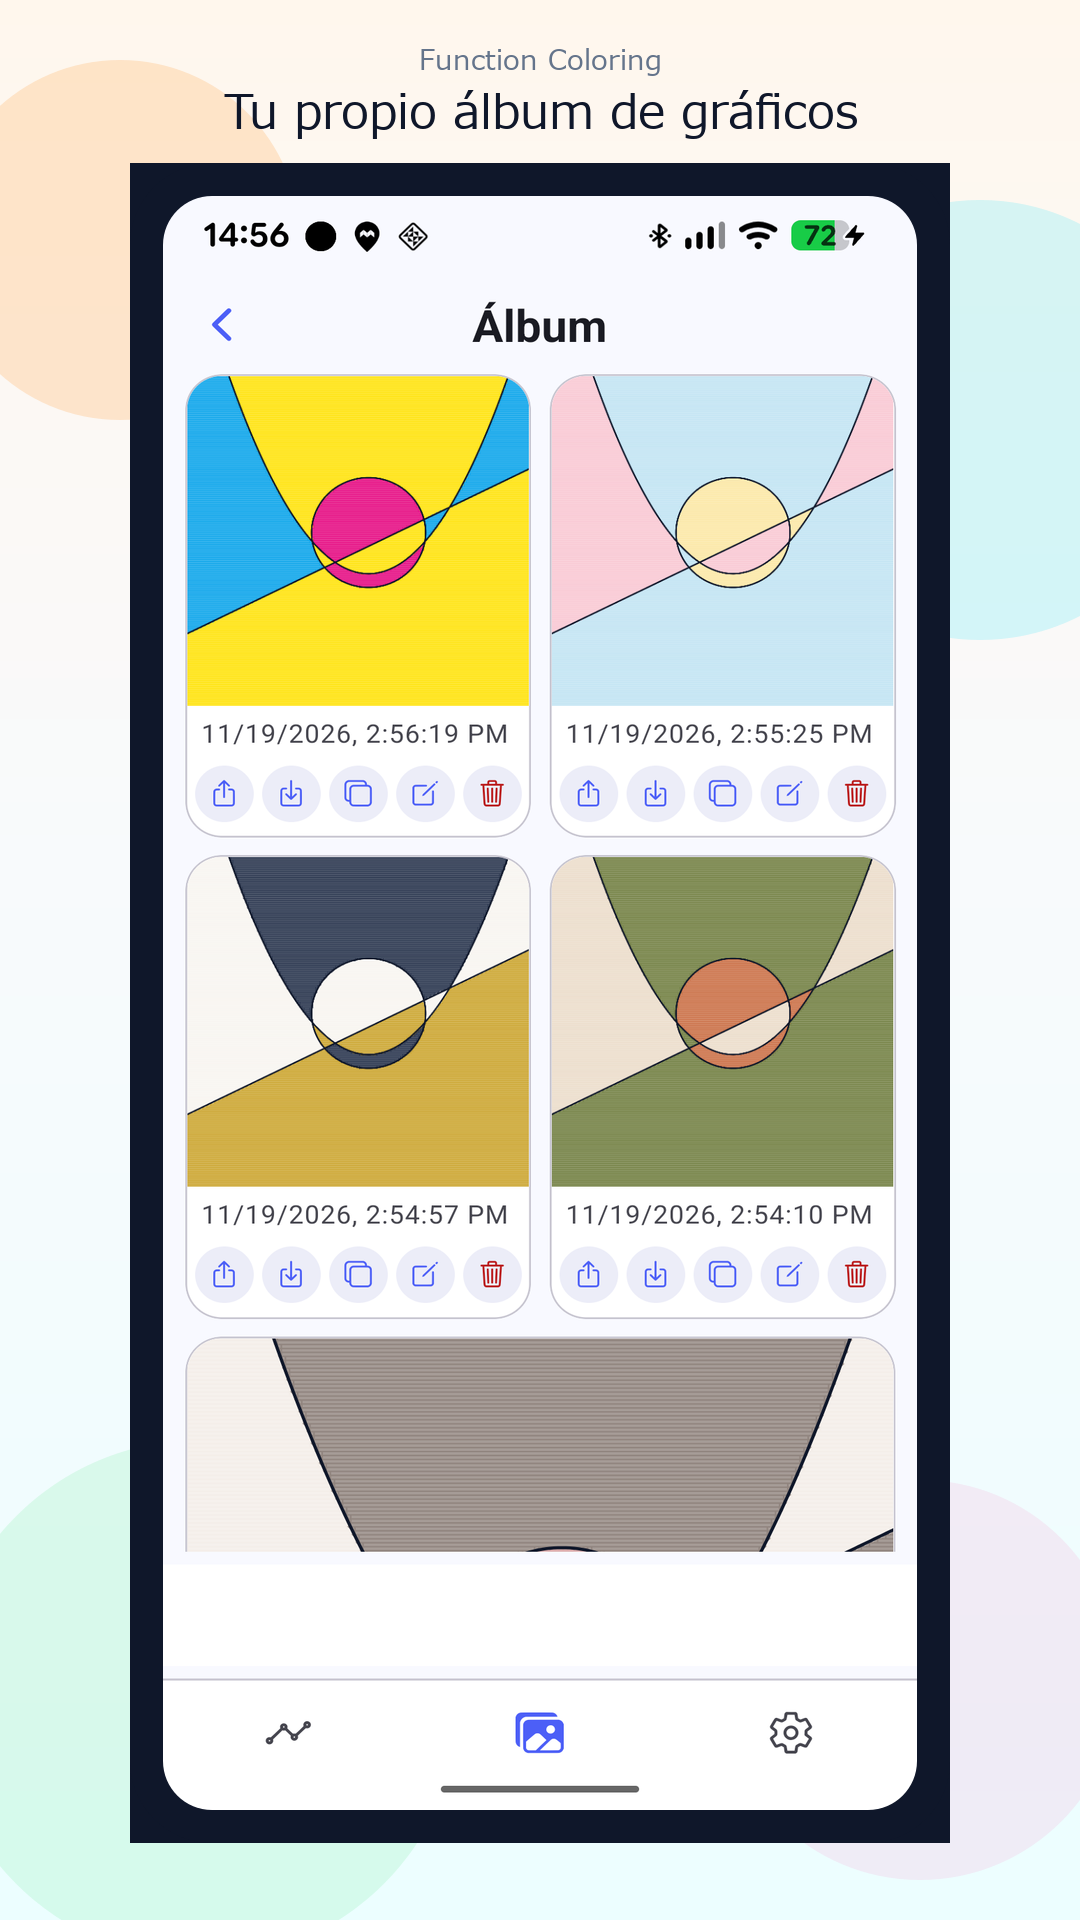 Function Coloring
Tu propio álbum de gráficos
14:56
72
Álbum
11/19/2026, 2:56:19 PM
11/19/2026, 2:55:25 PM
11/19/2026, 2:54:57 PM
11/19/2026, 2:54:10 PM